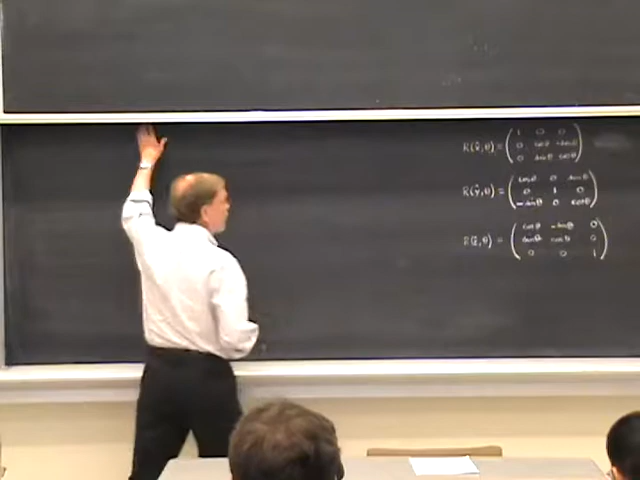 R(x̂,θ) = ( 1 0 0
0 cosθ -sinθ
0 sinθ cosθ )
R(ŷ,θ) = ( cosθ 0 sinθ
0 1 0
-sinθ 0 cosθ )
R(ẑ,θ) = ( cosθ -sinθ 0
sinθ cosθ 0
0 0 1 )